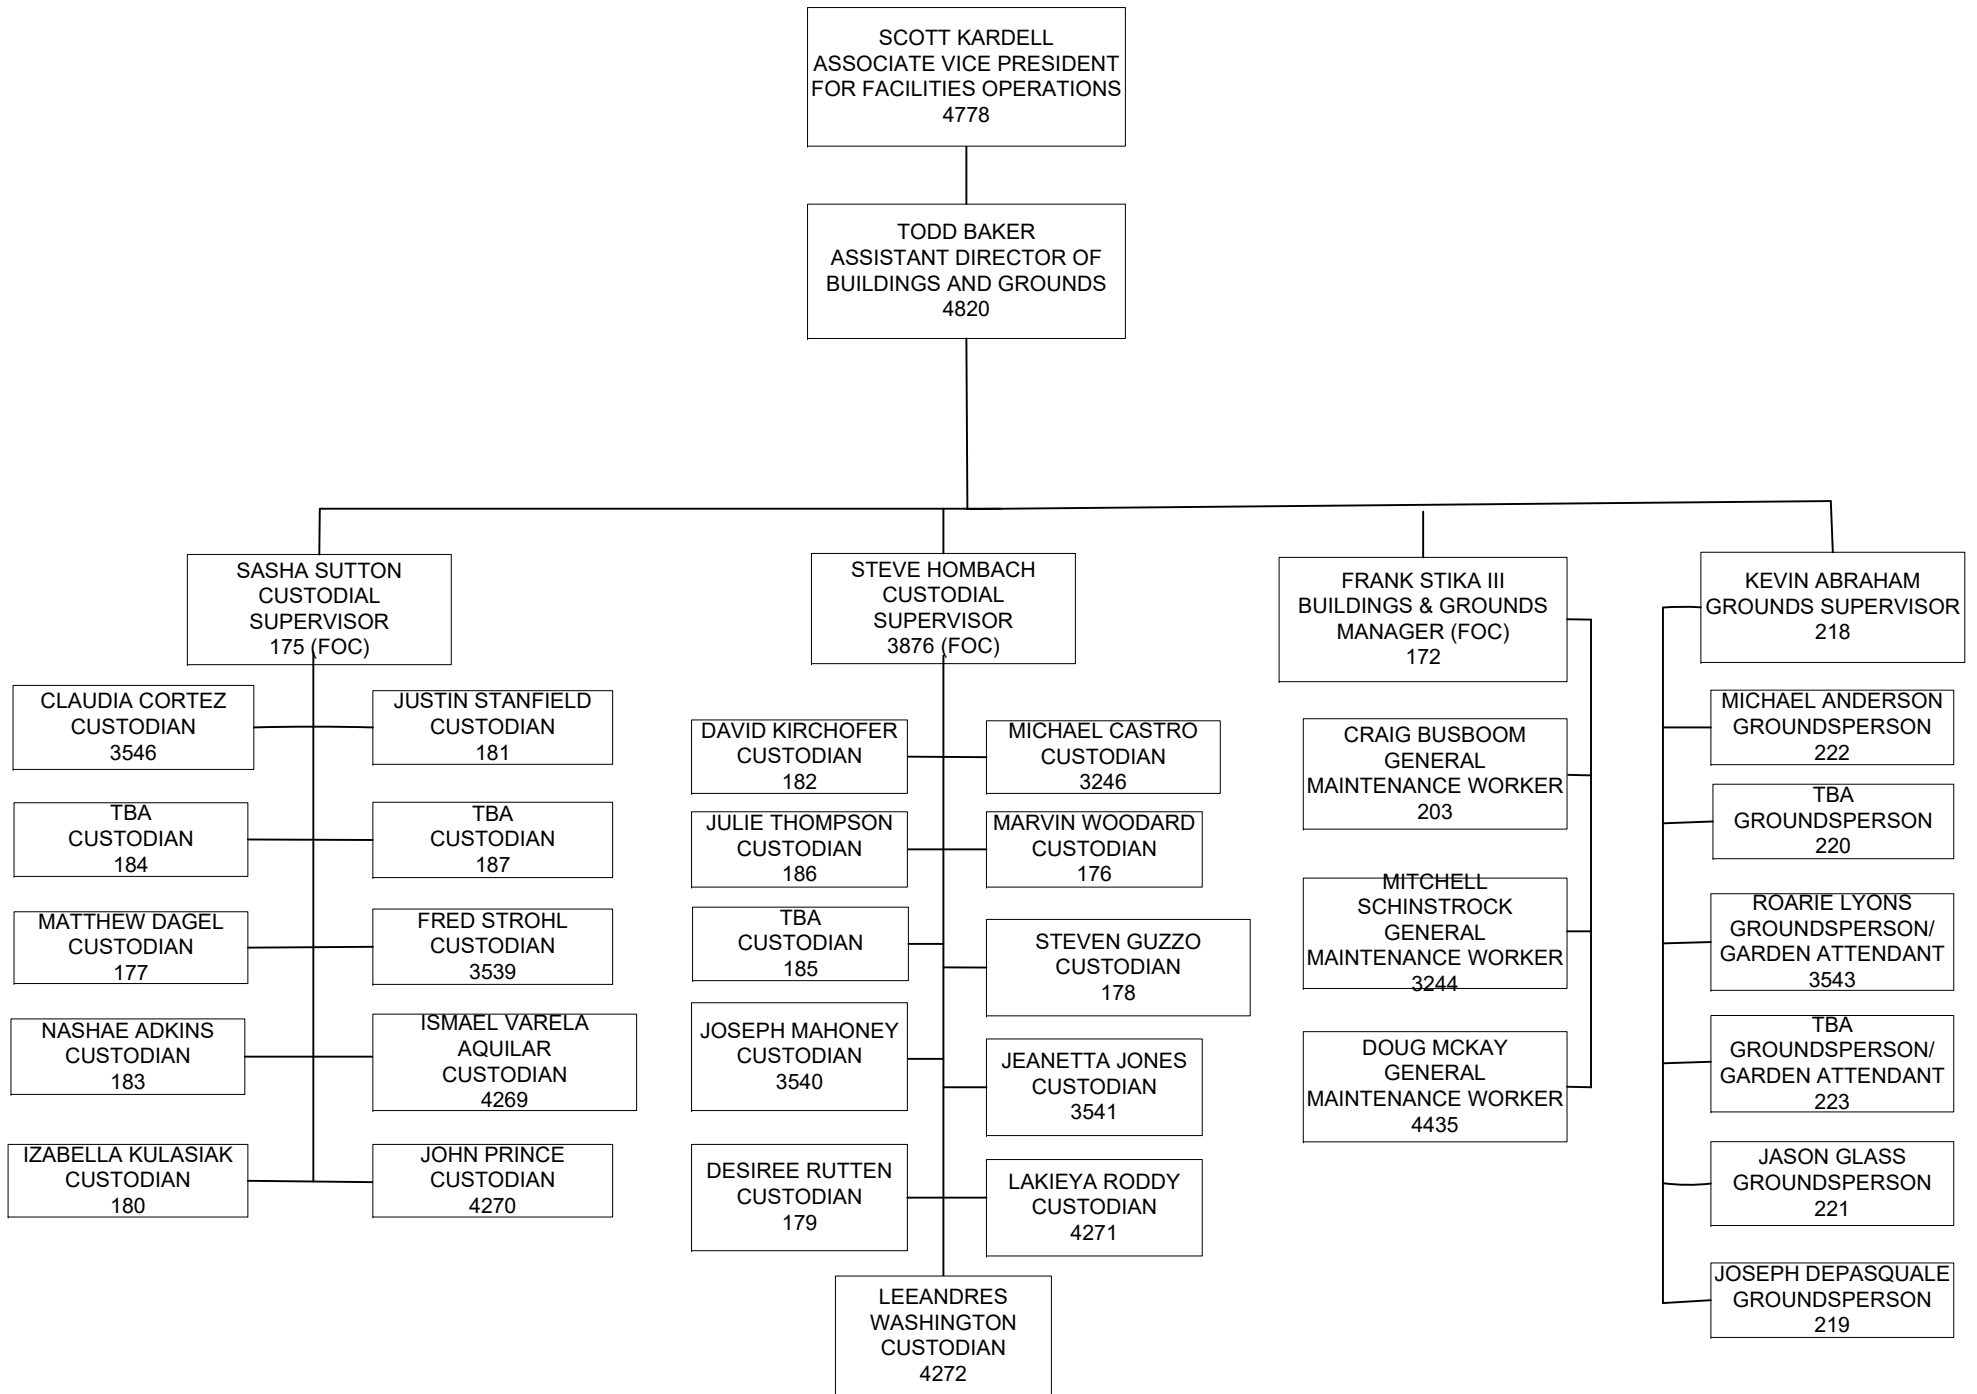 SCOTT KARDELL
ASSOCIATE VICE PRESIDENT
FOR FACILITIES OPERATIONS
4778
TODD BAKER
ASSISTANT DIRECTOR OF
BUILDINGS AND GROUNDS
4820
SASHA SUTTON
CUSTODIAL
SUPERVISOR
175 (FOC)
CLAUDIA CORTEZ
CUSTODIAN
3546
JUSTIN STANFIELD
CUSTODIAN
181
TBA
CUSTODIAN
184
TBA
CUSTODIAN
187
MATTHEW DAGEL
CUSTODIAN
177
FRED STROHL
CUSTODIAN
3539
NASHAE ADKINS
CUSTODIAN
183
ISMAEL VARELA
AQUILAR
CUSTODIAN
4269
IZABELLA KULASIAK
CUSTODIAN
180
JOHN PRINCE
CUSTODIAN
4270
STEVE HOMBACH
CUSTODIAL
SUPERVISOR
3876 (FOC)
DAVID KIRCHOFER
CUSTODIAN
182
MICHAEL CASTRO
CUSTODIAN
3246
JULIE THOMPSON
CUSTODIAN
186
MARVIN WOODARD
CUSTODIAN
176
TBA
CUSTODIAN
185
STEVEN GUZZO
CUSTODIAN
178
JOSEPH MAHONEY
CUSTODIAN
3540
JEANETTA JONES
CUSTODIAN
3541
DESIREE RUTTEN
CUSTODIAN
179
LAKIEYA RODDY
CUSTODIAN
4271
LEEANDRES
WASHINGTON
CUSTODIAN
4272
FRANK STIKA III
BUILDINGS & GROUNDS
MANAGER (FOC)
172
CRAIG BUSBOOM
GENERAL
MAINTENANCE WORKER
203
MITCHELL
SCHINSTROCK
GENERAL
MAINTENANCE WORKER
3244
DOUG MCKAY
GENERAL
MAINTENANCE WORKER
4435
KEVIN ABRAHAM
GROUNDS SUPERVISOR
218
MICHAEL ANDERSON
GROUNDSPERSON
222
TBA
GROUNDSPERSON
220
ROARIE LYONS
GROUNDSPERSON/
GARDEN ATTENDANT
3543
TBA
GROUNDSPERSON/
GARDEN ATTENDANT
223
JASON GLASS
GROUNDSPERSON
221
JOSEPH DEPASQUALE
GROUNDSPERSON
219